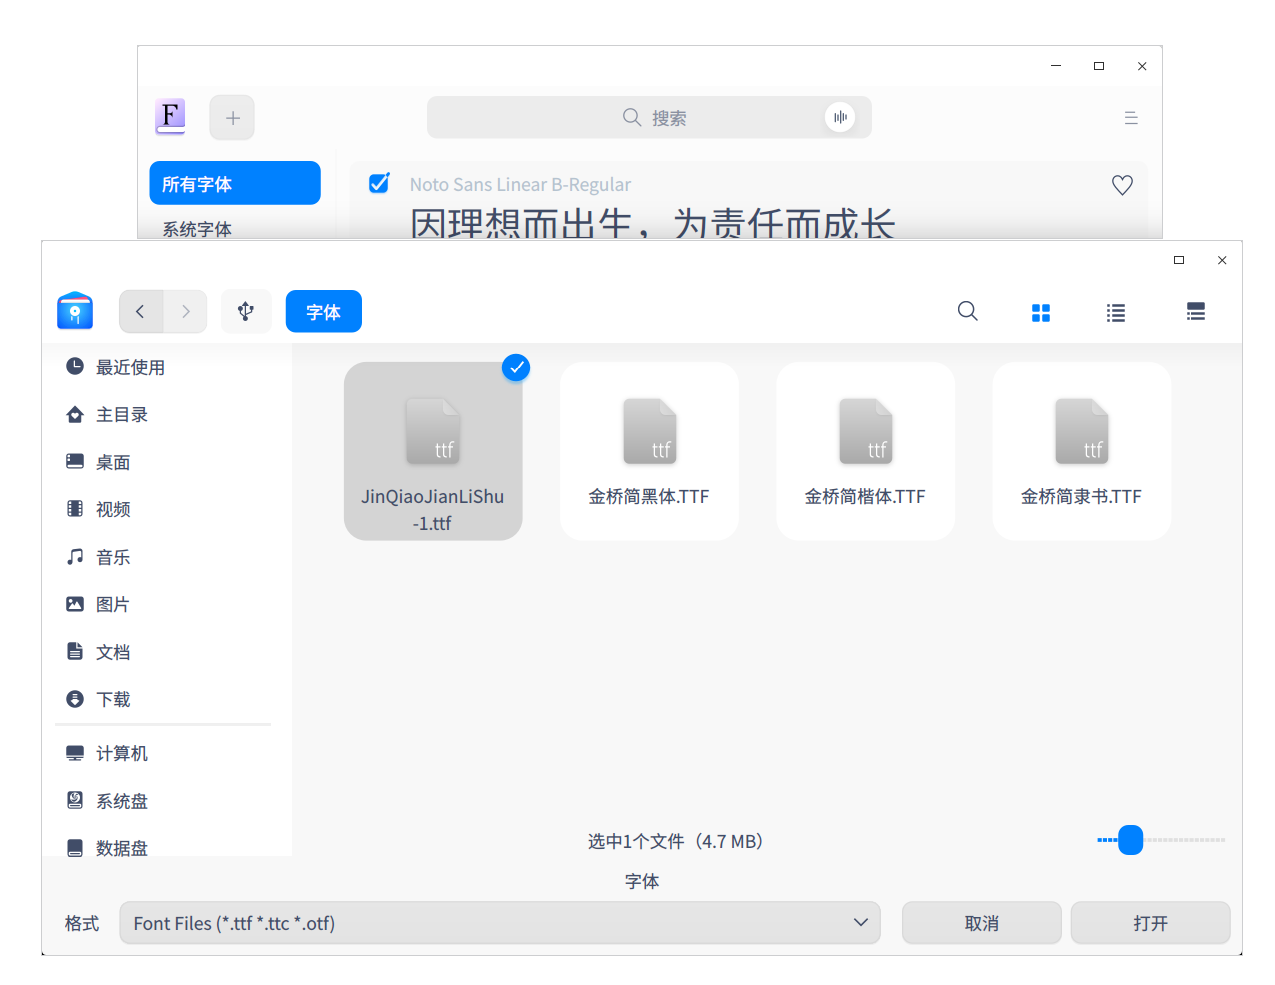 F
搜索
所有字体
系统字体
Noto Sans Linear B-Regular
因理想而出生，为责任而成长
字体
最近使用
主目录
桌面
视频
音乐
图片
文档
下载
计算机
系统盘
数据盘
ttf
JinQiaoJianLiShu
-1.ttf
ttf
金桥简黑体.TTF
ttf
金桥简楷体.TTF
ttf
金桥简隶书.TTF
选中1个文件（4.7 MB）
字体
格式
Font Files (*.ttf *.ttc *.otf)
取消
打开